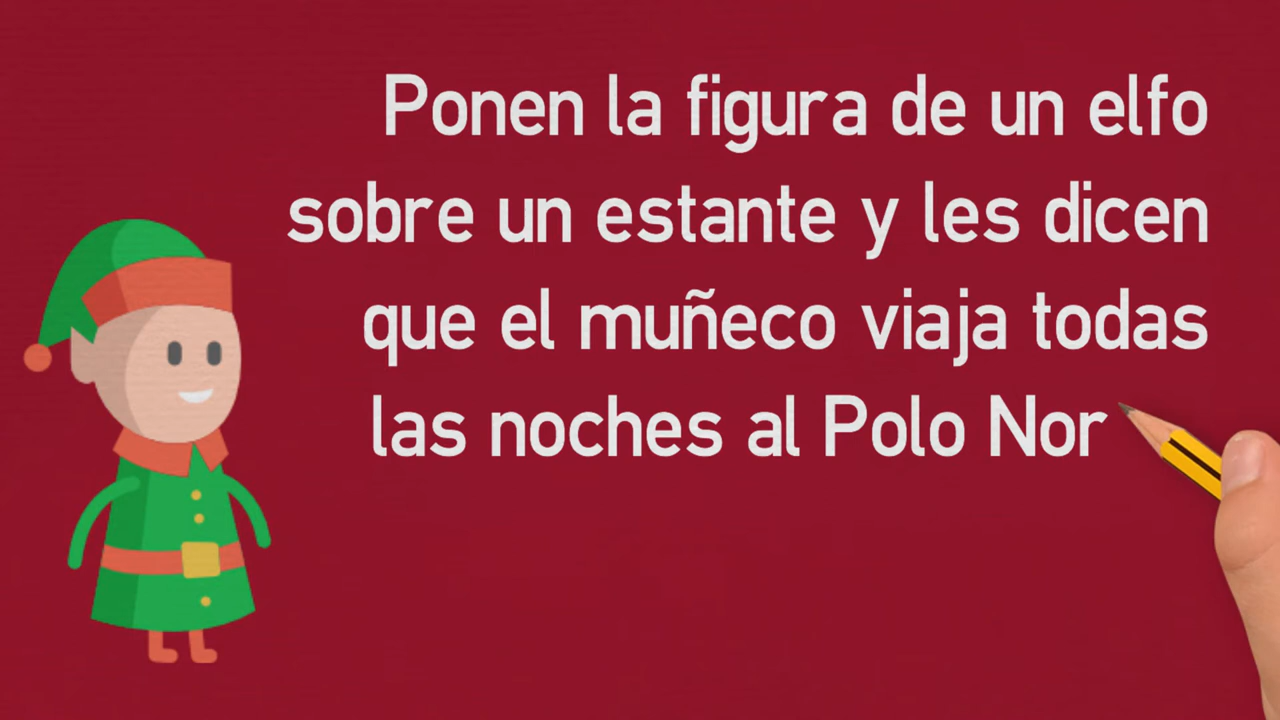 Ponen la figura de un elfo
sobre un estante y les dicen
que el muñeco viaja todas
las noches al Polo Nor